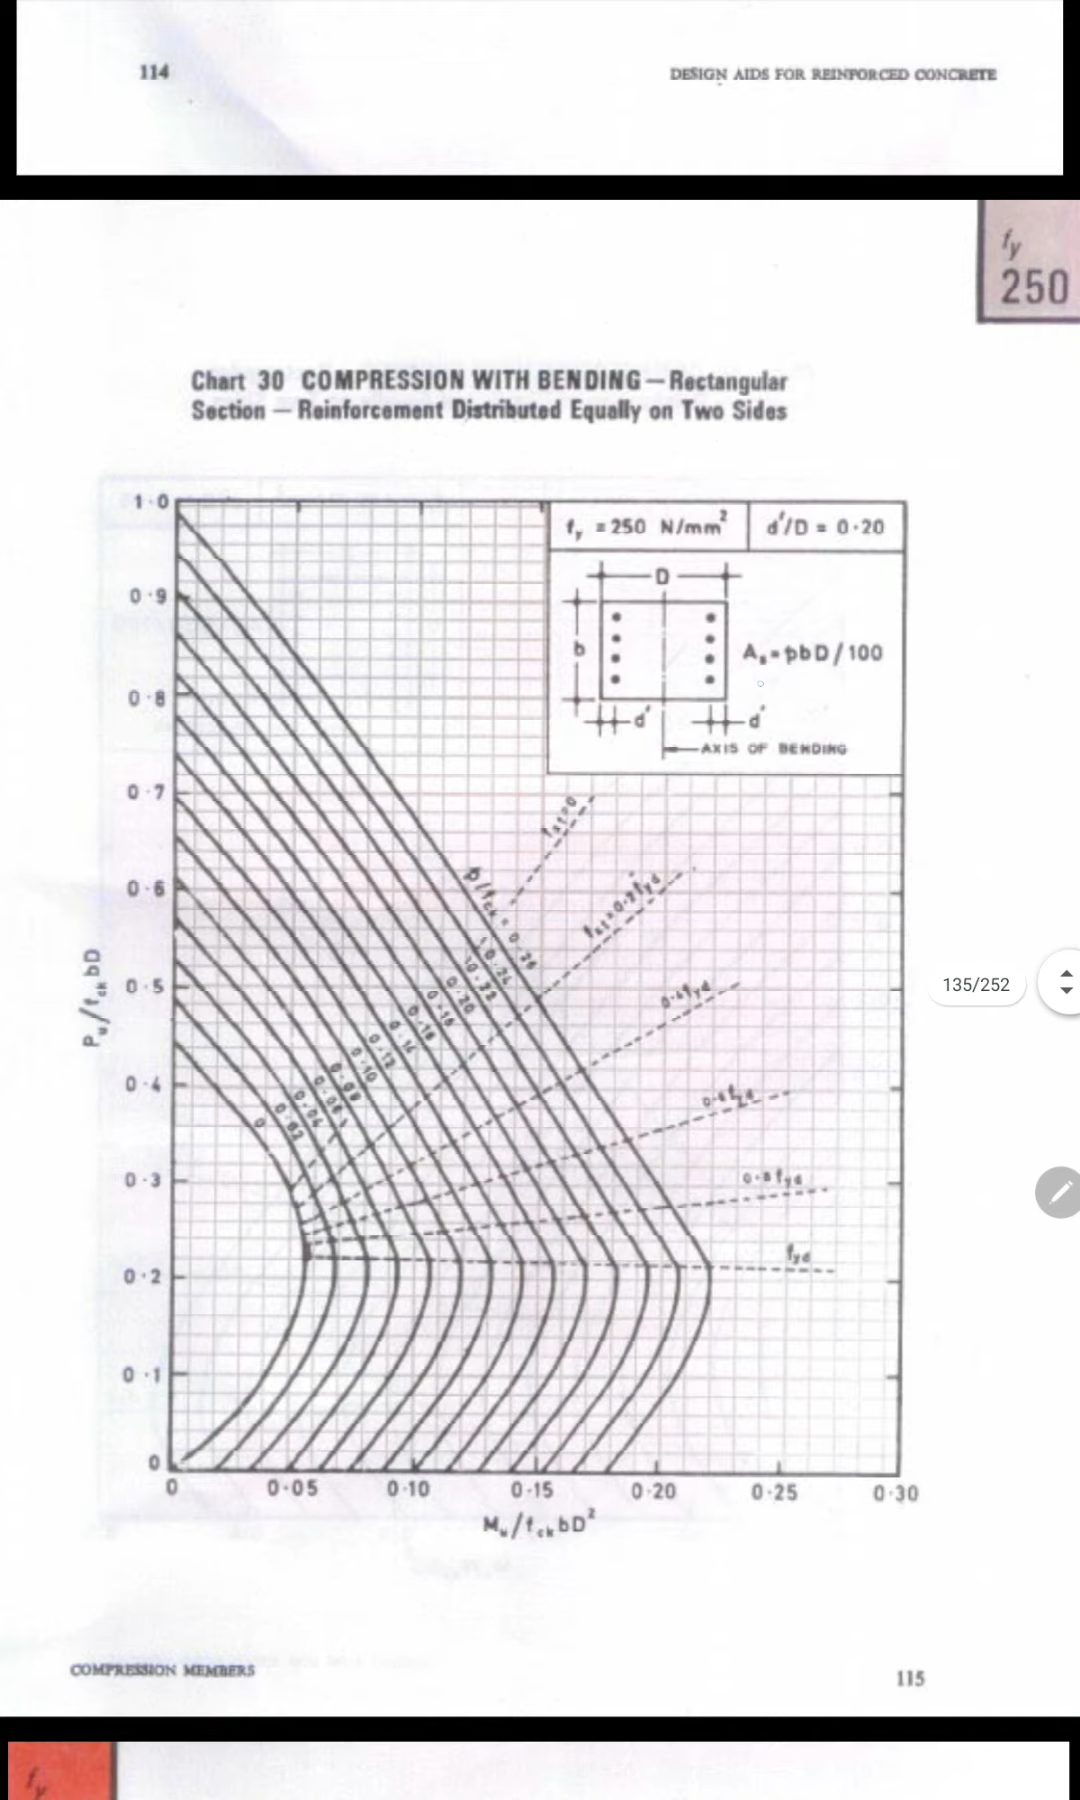 114
DESIGN AIDS FOR REINFORCED CONCRETE
fy
250
Chart 30 COMPRESSION WITH BENDING — Rectangular
Section — Reinforcement Distributed Equally on Two Sides
fy = 250 N/mm² d'/D = 0·20
D
b
As = pbD/100
d' d'
AXIS OF BENDING
1·0
0·9
0·8
0·7
0·6
0·5
0·4
0·3
0·2
0·1
0
Pu/fck bD
fst=0
0·4fyd
0·8fyd
fyd
p/fck = 0·26
0·24
0·22
0·20
0·18
0·16
0·14
0·12
0·10
0·08
0·06
0·04
0·02
0
0 0·05 0·10 0·15 0·20 0·25 0·30
Mu/fck bD²
135/252
COMPRESSION MEMBERS
115
fy